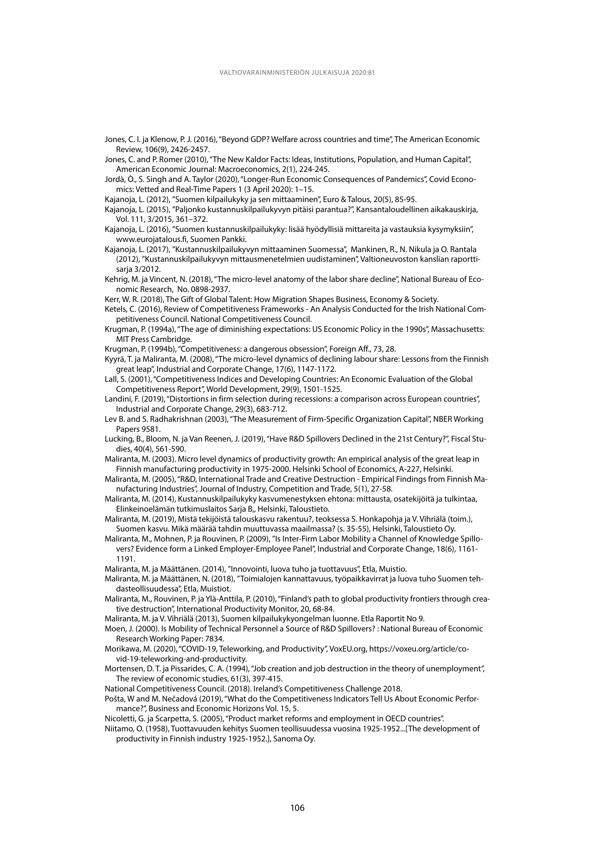 VALTIOVARAINMINISTERIÖN JULKAISUJA 2020:81
Jones, C. I. ja Klenow, P. J. (2016), "Beyond GDP? Welfare across countries and time", The American Economic
Review, 106(9), 2426-2457.
Jones, C. and P. Romer (2010), "The New Kaldor Facts: Ideas, Institutions, Population, and Human Capital",
American Economic Journal: Macroeconomics, 2(1), 224-245.
Jordà, Ò., S. Singh and A. Taylor (2020), "Longer-Run Economic Consequences of Pandemics", Covid Econo-
mics: Vetted and Real-Time Papers 1 (3 April 2020): 1–15.
Kajanoja, L. (2012), "Suomen kilpailukyky ja sen mittaaminen", Euro & Talous, 20(5), 85-95.
Kajanoja, L. (2015), "Paljonko kustannuskilpailukyvyn pitäisi parantua?", Kansantaloudellinen aikakauskirja,
Vol. 111, 3/2015, 361–372.
Kajanoja, L. (2016), "Suomen kustannuskilpailukyky: lisää hyödyllisiä mittareita ja vastauksia kysymyksiin",
www.eurojatalous.fi, Suomen Pankki.
Kajanoja, L. (2017), "Kustannuskilpailukyvyn mittaaminen Suomessa", Mankinen, R., N. Nikula ja O. Rantala
(2012), "Kustannuskilpailukyvyn mittausmenetelmien uudistaminen", Valtioneuvoston kanslian raportti-
sarja 3/2012.
Kehrig, M. ja Vincent, N. (2018), "The micro-level anatomy of the labor share decline", National Bureau of Eco-
nomic Research, No. 0898-2937.
Kerr, W. R. (2018), The Gift of Global Talent: How Migration Shapes Business, Economy & Society.
Ketels, C. (2016), Review of Competitiveness Frameworks - An Analysis Conducted for the Irish National Com-
petitiveness Council. National Competitiveness Council.
Krugman, P. (1994a), "The age of diminishing expectations: US Economic Policy in the 1990s", Massachusetts:
MIT Press Cambridge.
Krugman, P. (1994b), "Competitiveness: a dangerous obsession", Foreign Aff., 73, 28.
Kyyrä, T. ja Maliranta, M. (2008), "The micro-level dynamics of declining labour share: Lessons from the Finnish
great leap", Industrial and Corporate Change, 17(6), 1147-1172.
Lall, S. (2001), "Competitiveness Indices and Developing Countries: An Economic Evaluation of the Global
Competitiveness Report", World Development, 29(9), 1501-1525.
Landini, F. (2019), "Distortions in firm selection during recessions: a comparison across European countries",
Industrial and Corporate Change, 29(3), 683-712.
Lev B. and S. Radhakrishnan (2003), "The Measurement of Firm-Specific Organization Capital", NBER Working
Papers 9581.
Lucking, B., Bloom, N. ja Van Reenen, J. (2019), "Have R&D Spillovers Declined in the 21st Century?", Fiscal Stu-
dies, 40(4), 561-590.
Maliranta, M. (2003). Micro level dynamics of productivity growth: An empirical analysis of the great leap in
Finnish manufacturing productivity in 1975-2000. Helsinki School of Economics, A-227, Helsinki.
Maliranta, M. (2005), "R&D, International Trade and Creative Destruction - Empirical Findings from Finnish Ma-
nufacturing Industries", Journal of Industry, Competition and Trade, 5(1), 27-58.
Maliranta, M. (2014), Kustannuskilpailukyky kasvumenestyksen ehtona: mittausta, osatekijöitä ja tulkintaa,
Elinkeinoelämän tutkimuslaitos Sarja B,, Helsinki, Taloustieto.
Maliranta, M. (2019), Mistä tekijöistä talouskasvu rakentuu?, teoksessa S. Honkapohja ja V. Vihriälä (toim.),
Suomen kasvu. Mikä määrää tahdin muuttuvassa maailmassa? (s. 35-55), Helsinki, Taloustieto Oy.
Maliranta, M., Mohnen, P. ja Rouvinen, P. (2009), "Is Inter-Firm Labor Mobility a Channel of Knowledge Spillo-
vers? Evidence form a Linked Employer-Employee Panel", Industrial and Corporate Change, 18(6), 1161-
1191.
Maliranta, M. ja Määttänen. (2014), "Innovointi, luova tuho ja tuottavuus", Etla, Muistio.
Maliranta, M. ja Määttänen, N. (2018), "Toimialojen kannattavuus, työpaikkavirrat ja luova tuho Suomen teh-
dasteollisuudessa", Etla, Muistiot.
Maliranta, M., Rouvinen, P. ja Ylä-Anttila, P. (2010), "Finland's path to global productivity frontiers through crea-
tive destruction", International Productivity Monitor, 20, 68-84.
Maliranta, M. ja V. Vihriälä (2013), Suomen kilpailukykyongelman luonne. Etla Raportit No 9.
Moen, J. (2000). Is Mobility of Technical Personnel a Source of R&D Spillovers? : National Bureau of Economic
Research Working Paper: 7834.
Morikawa, M. (2020), "COVID-19, Teleworking, and Productivity", VoxEU.org, https://voxeu.org/article/co-
vid-19-teleworking-and-productivity.
Mortensen, D. T. ja Pissarides, C. A. (1994), "Job creation and job destruction in the theory of unemployment",
The review of economic studies, 61(3), 397-415.
National Competitiveness Council. (2018). Ireland's Competitiveness Challenge 2018.
Pošta, W and M. Nečadová (2019), "What do the Competitiveness Indicators Tell Us About Economic Perfor-
mance?", Business and Economic Horizons Vol. 15, 5.
Nicoletti, G. ja Scarpetta, S. (2005), "Product market reforms and employment in OECD countries".
Niitamo, O. (1958), Tuottavuuden kehitys Suomen teollisuudessa vuosina 1925-1952...[The development of
productivity in Finnish industry 1925-1952.], Sanoma Oy.
106